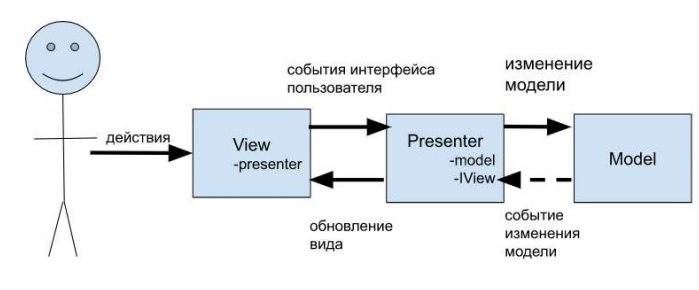 события интерфейса
пользователя
изменение
модели
действия
View
-presenter
Presenter
-model
-IView
Model
обновление
вида
событие
изменения
модели